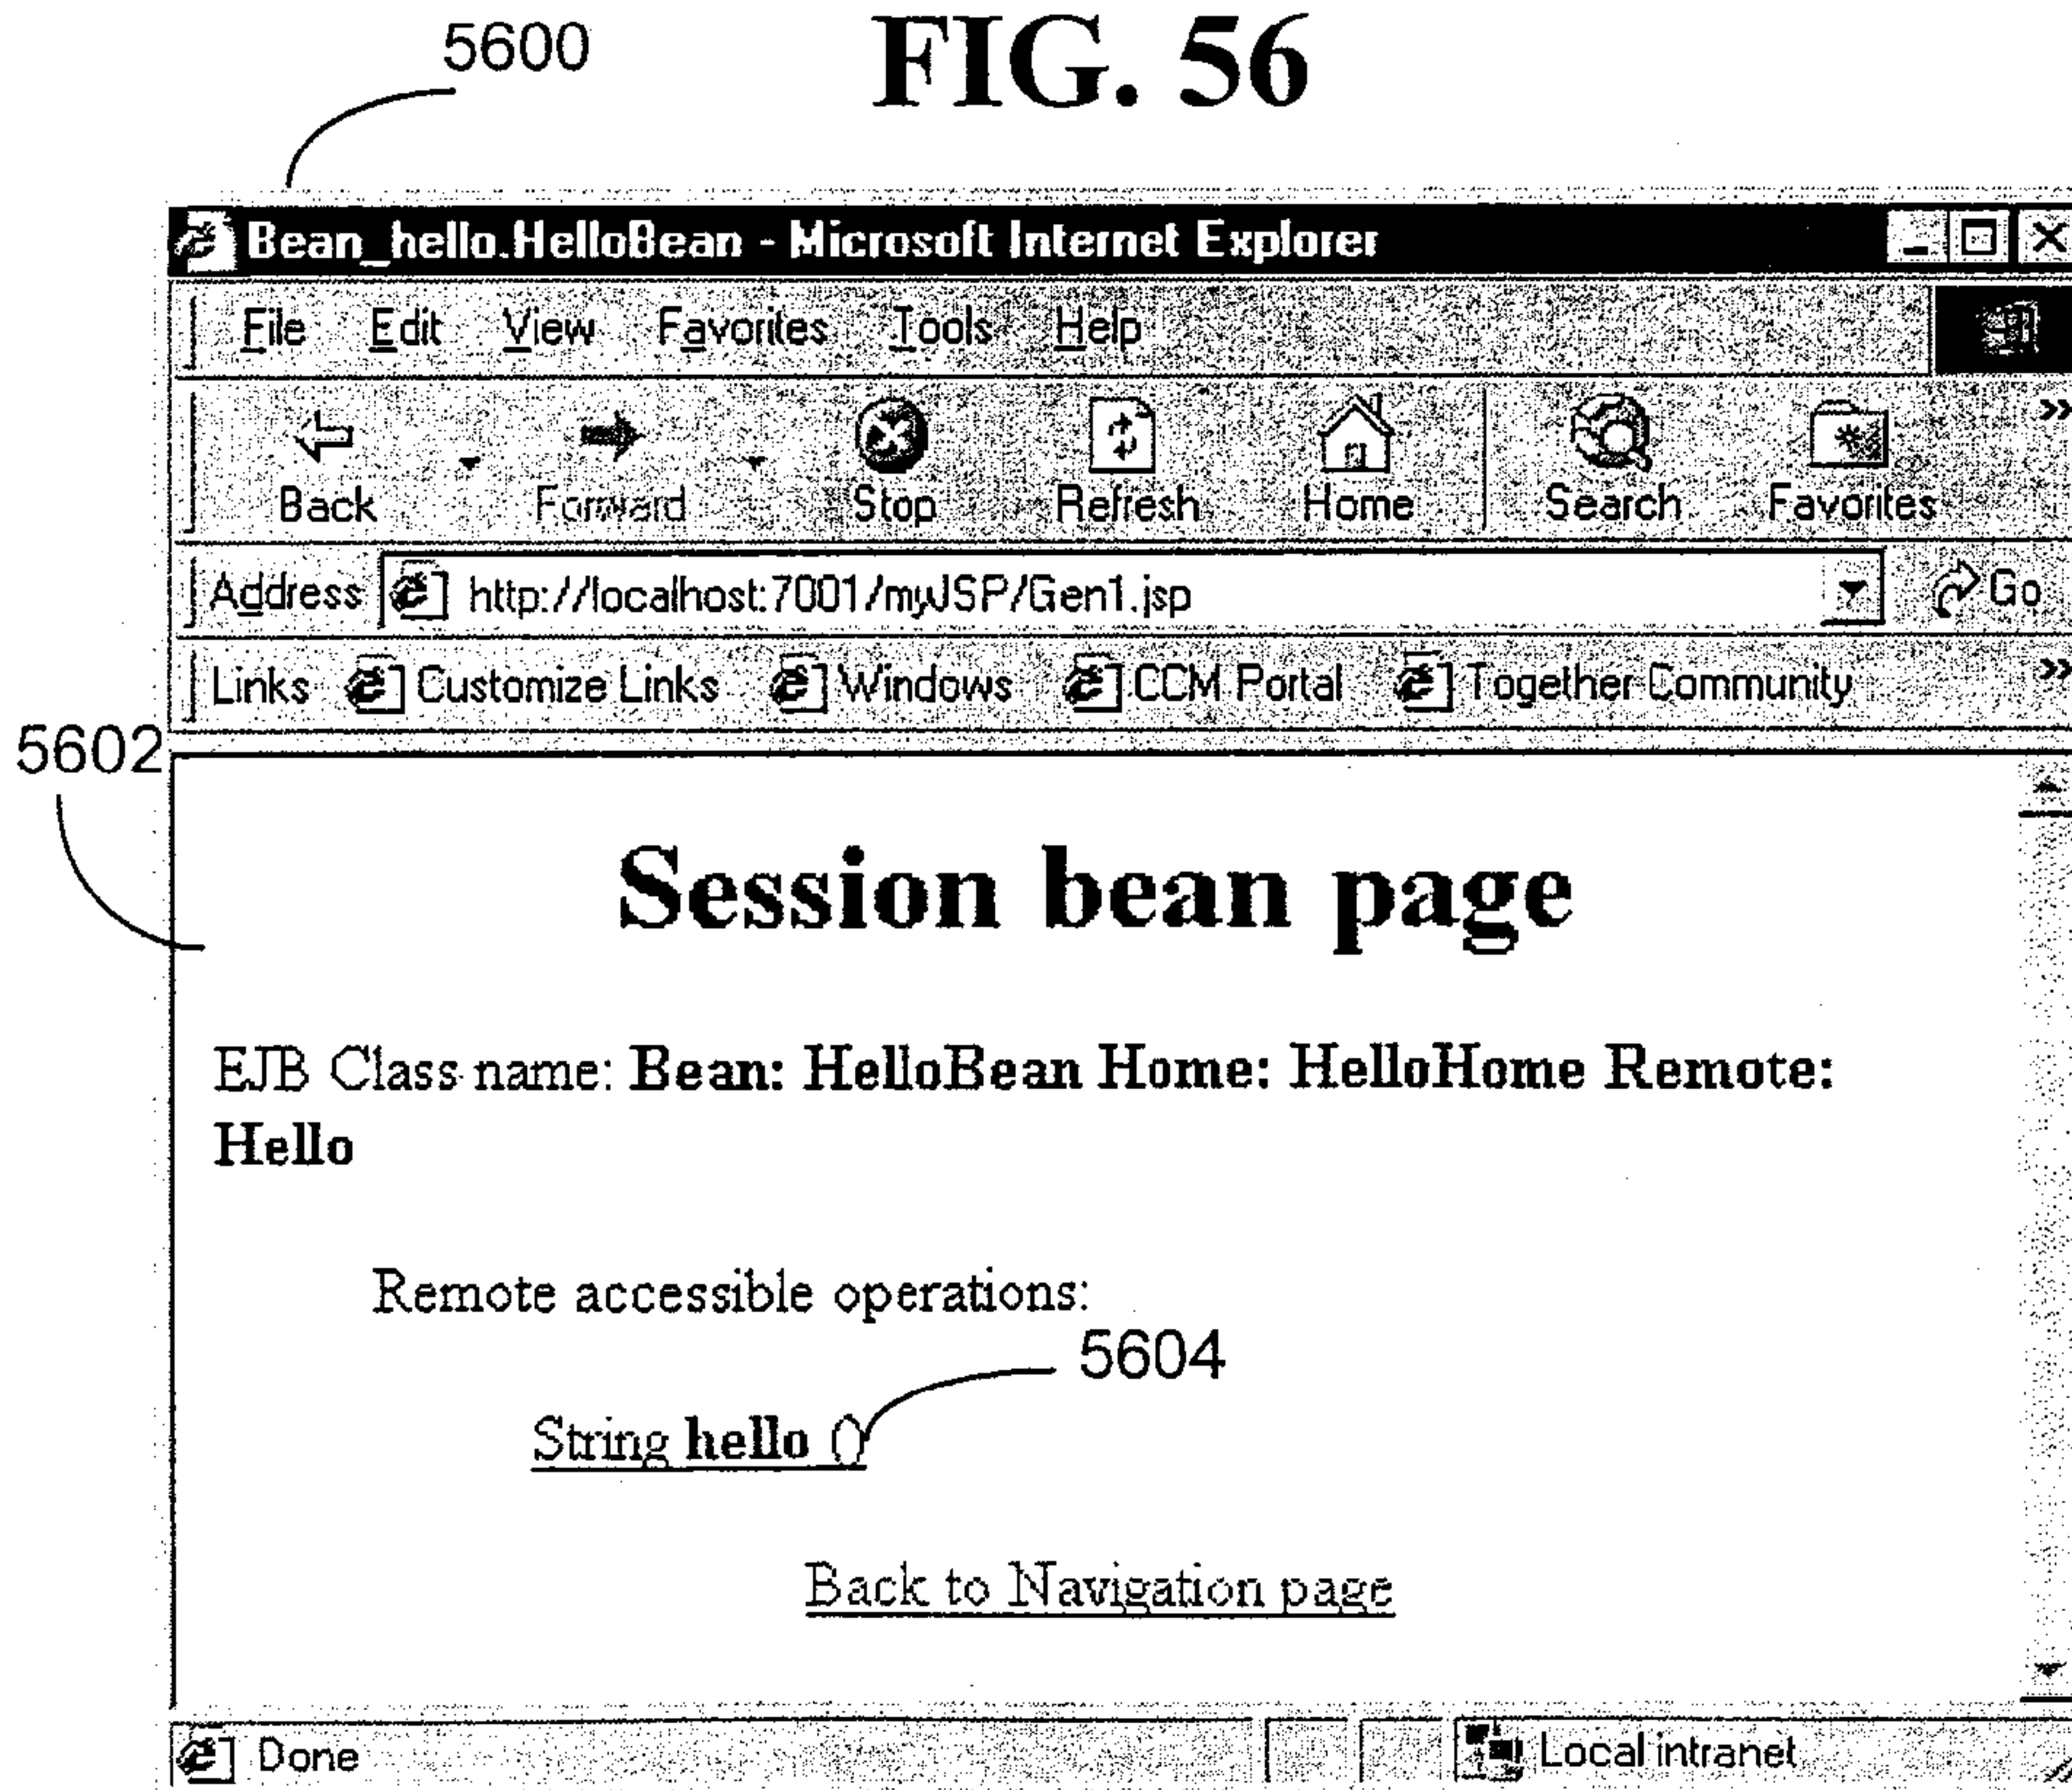 5600
FIG. 56
Bean_hello.HelloBean - Microsoft Internet Explorer
File Edit View Favorites Tools Help
Back Forward Stop Refresh Home Search Favorites »
Address http://localhost:7001/myJSP/Gen1.jsp Go
Links Customize Links Windows CCM Portal Together Community »
5602
Session bean page
EJB Class name: Bean: HelloBean Home: HelloHome Remote:
Hello
Remote accessible operations:
5604
String hello ()
Back to Navigation page
Done Local intranet